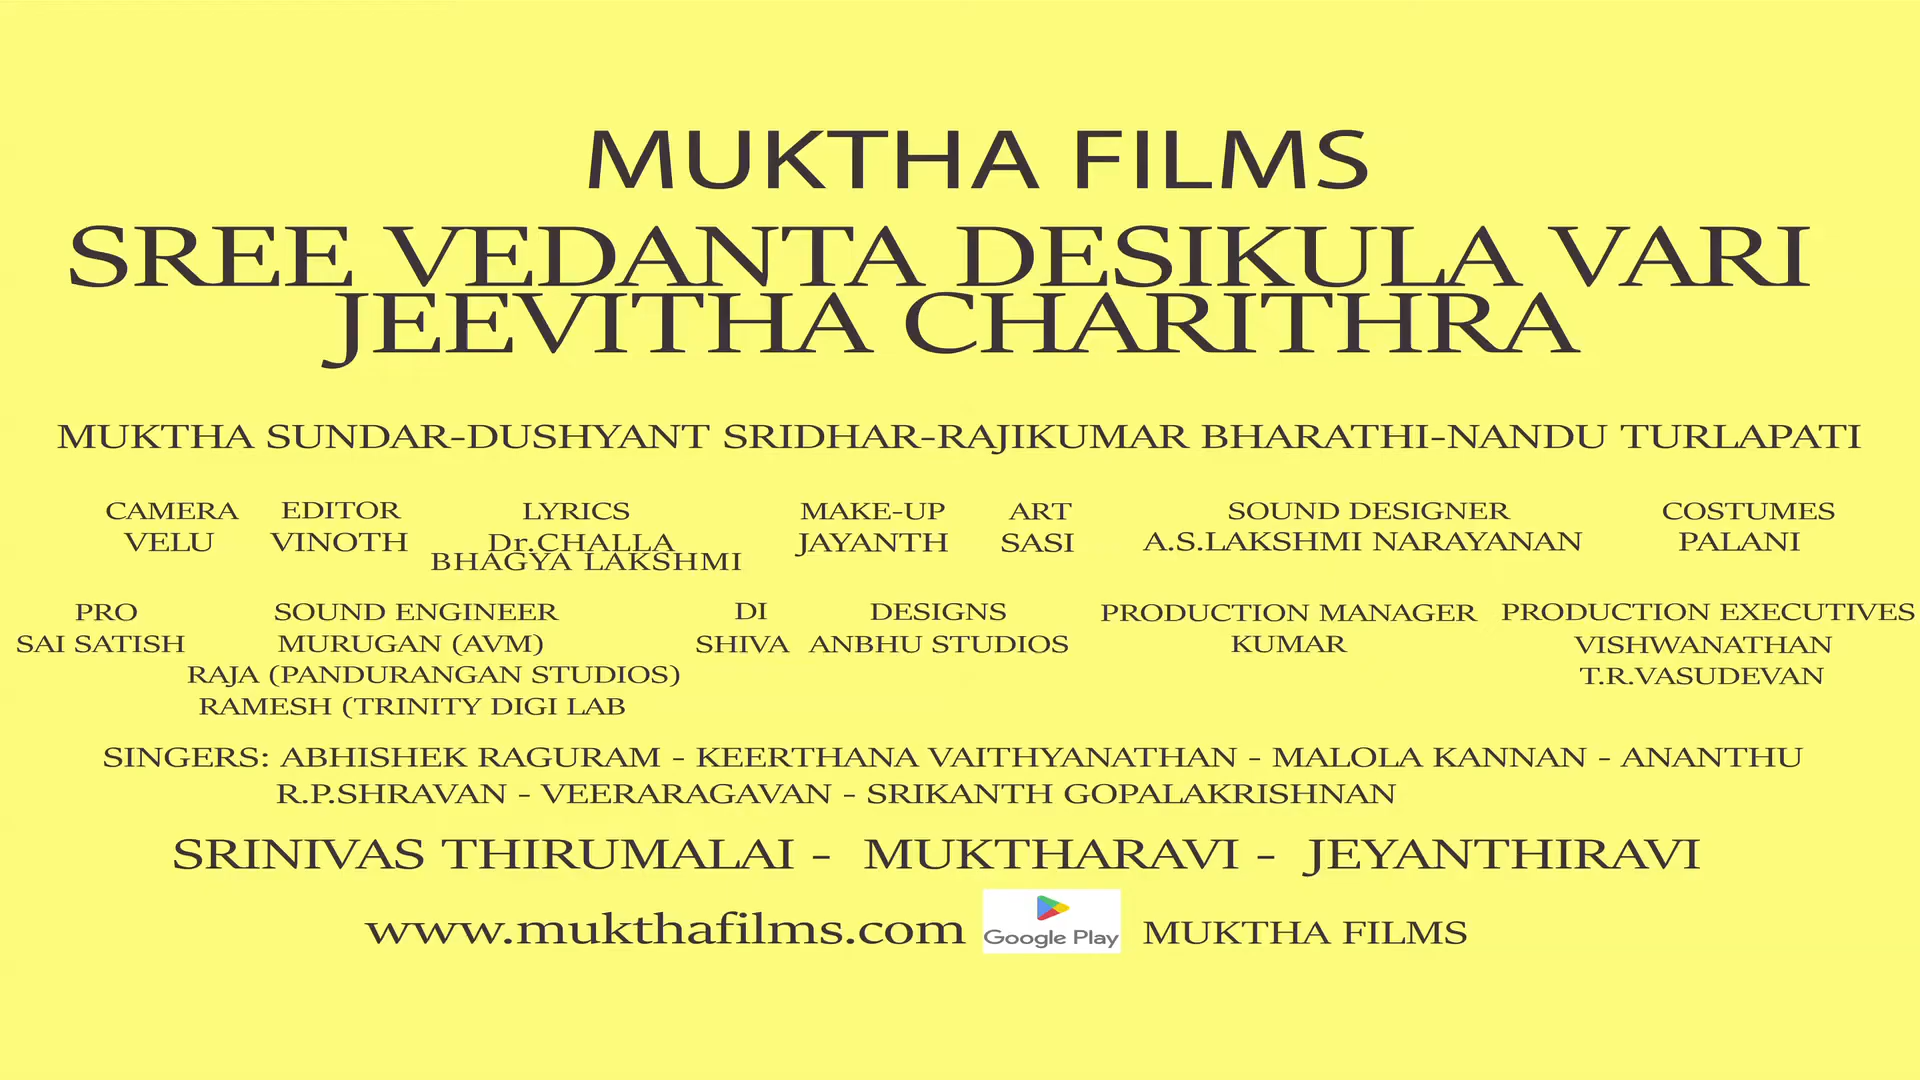 MUKTHA FILMS
SREE VEDANTA DESIKULA VARI
JEEVITHA CHARITHRA
MUKTHA SUNDAR-DUSHYANT SRIDHAR-RAJIKUMAR BHARATHI-NANDU TURLAPATI
CAMERA EDITOR LYRICS MAKE-UP ART SOUND DESIGNER COSTUMES
VELU VINOTH Dr.CHALLA JAYANTH SASI A.S.LAKSHMI NARAYANAN PALANI
BHAGYA LAKSHMI
PRO SOUND ENGINEER DI DESIGNS PRODUCTION MANAGER PRODUCTION EXECUTIVES
SAI SATISH MURUGAN (AVM) SHIVA ANBHU STUDIOS KUMAR VISHWANATHAN
RAJA (PANDURANGAN STUDIOS) T.R.VASUDEVAN
RAMESH (TRINITY DIGI LAB
SINGERS: ABHISHEK RAGURAM - KEERTHANA VAITHYANATHAN - MALOLA KANNAN - ANANTHU
R.P.SHRAVAN - VEERARAGAVAN - SRIKANTH GOPALAKRISHNAN
SRINIVAS THIRUMALAI - MUKTHARAVI - JEYANTHIRAVI
www.mukthafilms.com Google Play MUKTHA FILMS